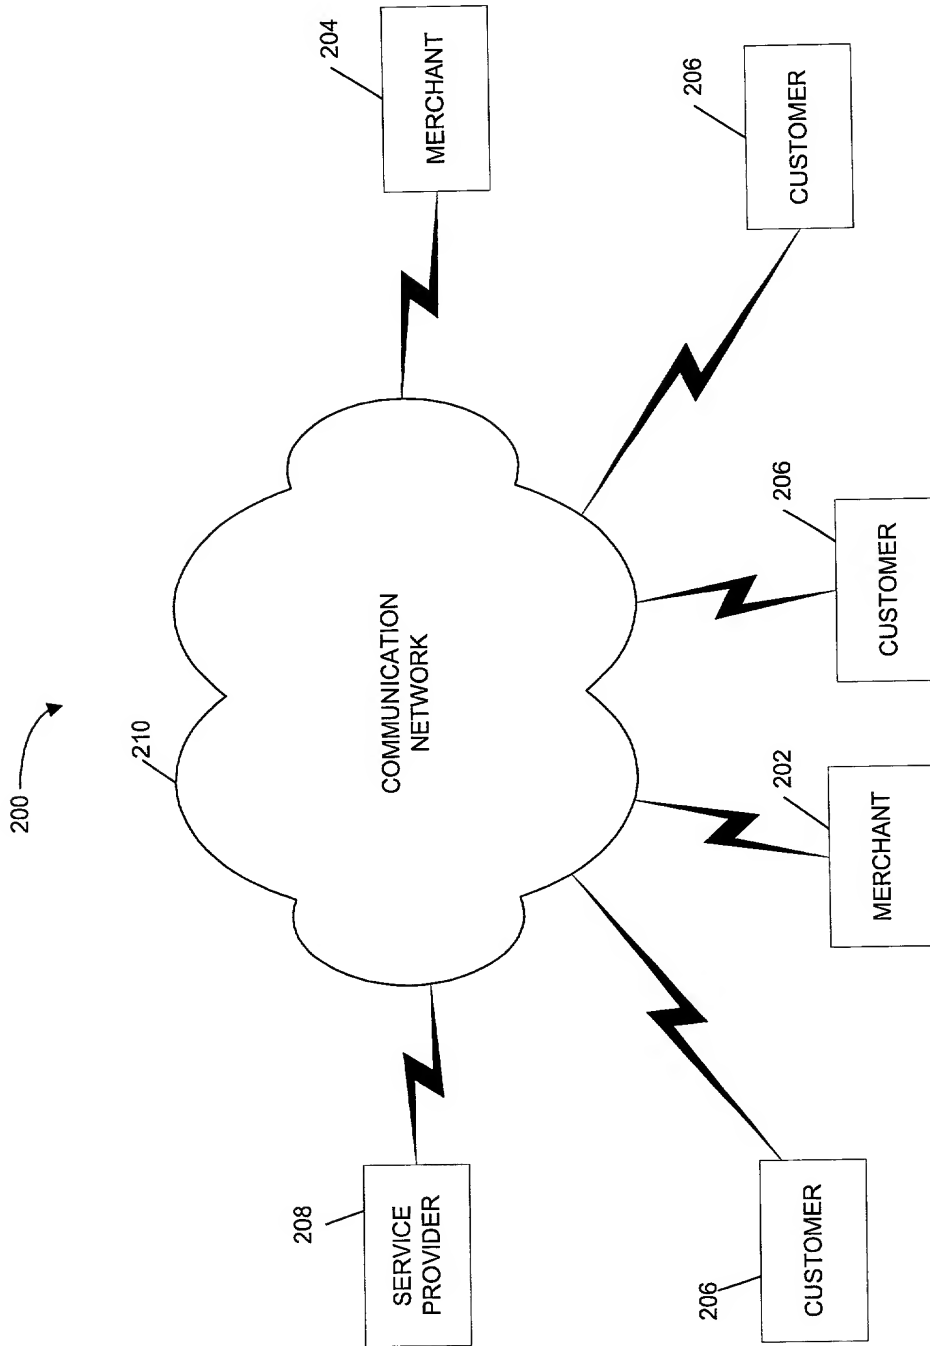 200
210
COMMUNICATION
NETWORK
208
SERVICE
PROVIDER
204
MERCHANT
206
CUSTOMER
202
MERCHANT
206
CUSTOMER
206
CUSTOMER